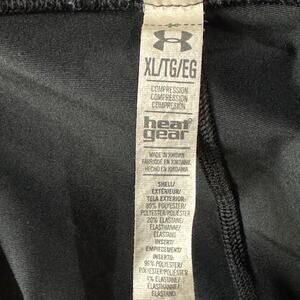 XL/TG/EG
COMPRESSION
COMPRESSION
COMPRESIÓN
heat
gear
MADE IN JORDAN
FABRIQUÉ EN JORDANIE
HECHO EN JORDANIA
SHELL/
EXTÉRIEUR/
TELA EXTERIOR:
80% POLYESTER/
POLYESTER/POLIÉSTER
20% ELASTANE/
ÉLASTHANNE/
ELASTANO
INSERT/
EMPIÈCEMENT/
INSERTO:
96% POLYESTER/
POLYESTER/POLIÉSTER
4% ELASTANE/
ÉLASTHANNE/
ELASTANO